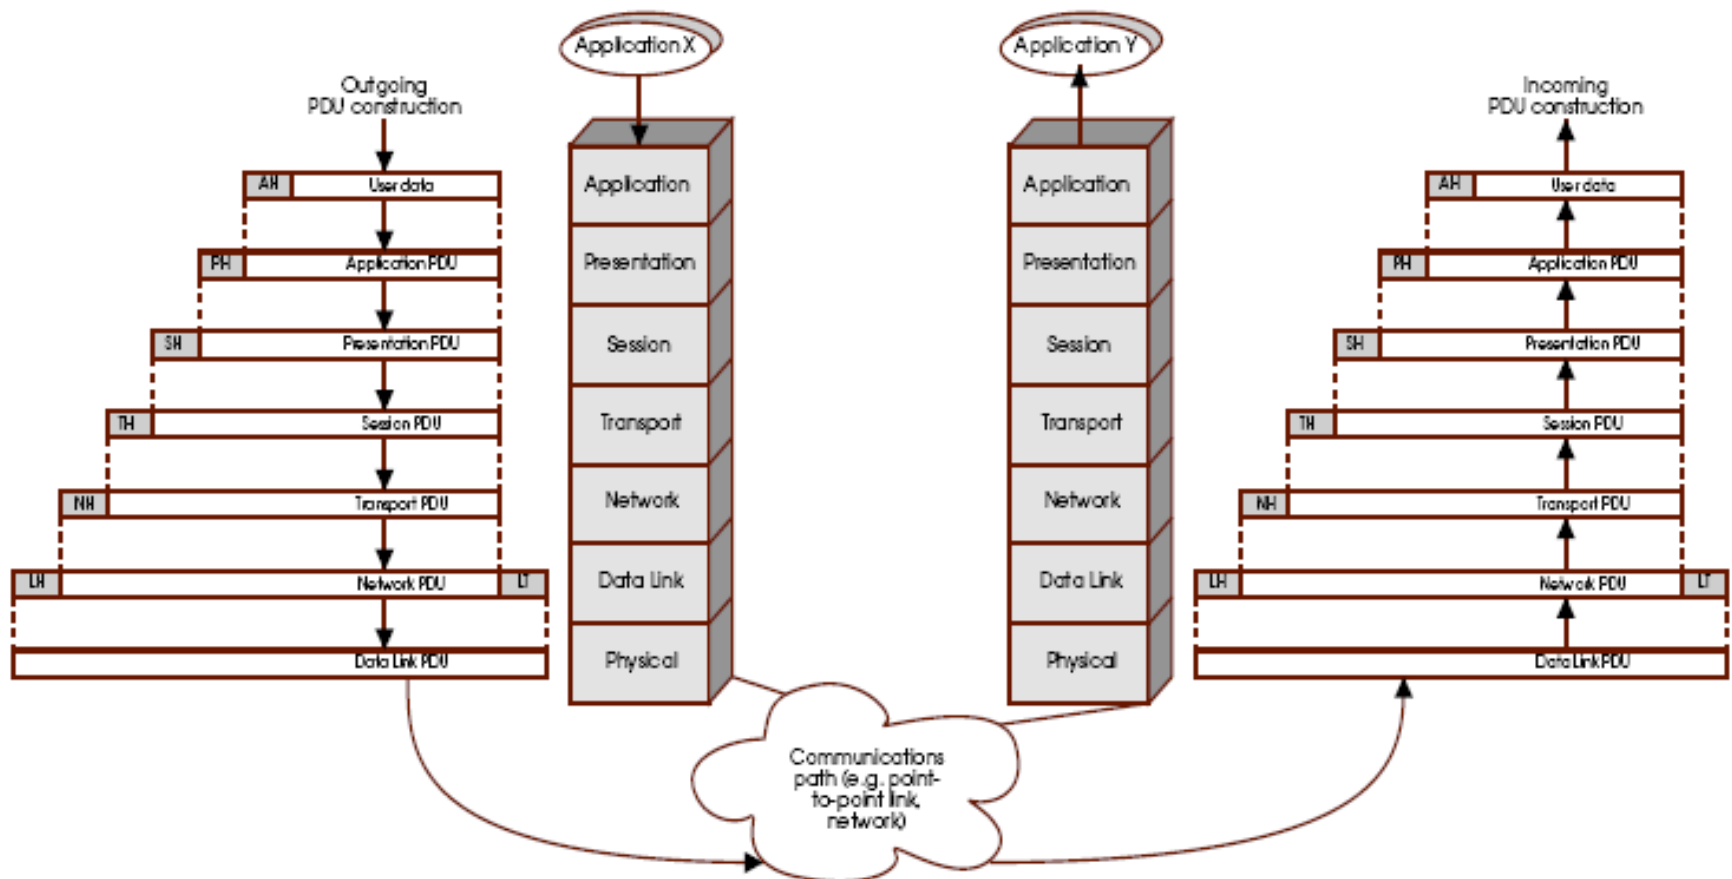 Application X
Application Y
Outgoing
PDU construction
Incoming
PDU construction
AH
User data
Application
Application
AH
User data
PH
Application PDU
Presentation
Presentation
PH
Application PDU
SH
Presentation PDU
Session
Session
SH
Presentation PDU
TH
Session PDU
Transport
Transport
TH
Session PDU
NH
Transport PDU
Network
Network
NH
Transport PDU
LH
Network PDU
LT
Data Link
Data Link
LH
Network PDU
LT
Data Link PDU
Physical
Physical
Data Link PDU
Communications
path (e.g. point-
to-point link,
network)